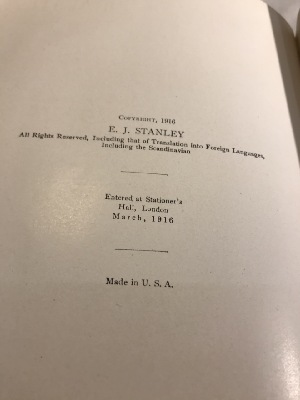 Copyright, 1916
E. J. STANLEY
All Rights Reserved, Including that of Translation into Foreign Languages,
Including the Scandinavian
Entered at Stationer's
Hall, London
March, 1916
Made in U. S. A.